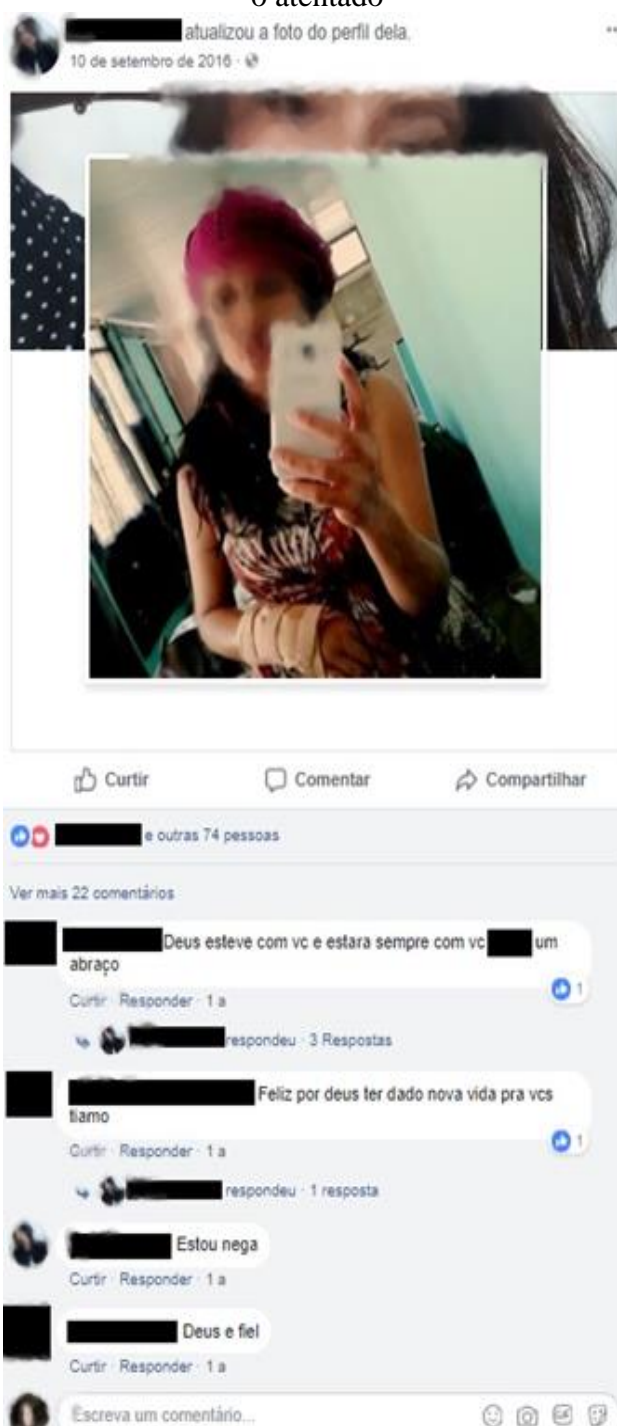 o atentado
atualizou a foto do perfil dela.
10 de setembro de 2016 ·
Curtir Comentar Compartilhar
e outras 74 pessoas
Ver mais 22 comentários
Deus esteve com vc e estara sempre com vc um
abraço
1
Curtir · Responder · 1 a
respondeu · 3 Respostas
Feliz por deus ter dado nova vida pra vcs
tiamo
1
Curtir · Responder · 1 a
respondeu · 1 resposta
Estou nega
Curtir · Responder · 1 a
Deus e fiel
Curtir · Responder · 1 a
Escreva um comentário...
GIF